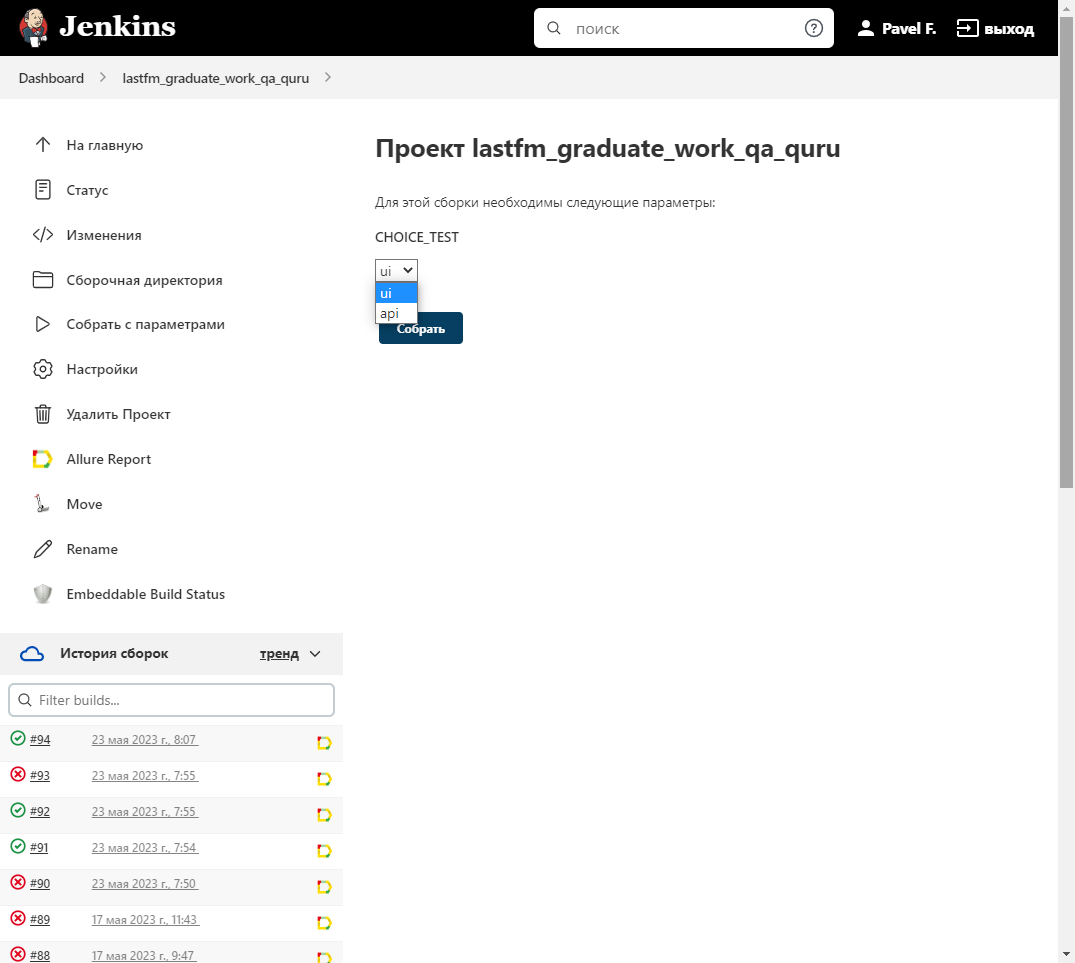 Jenkins
поиск
Pavel F.
выход
Dashboard
lastfm_graduate_work_qa_quru
На главную
Статус
Изменения
Сборочная директория
Собрать с параметрами
Настройки
Удалить Проект
Allure Report
Move
Rename
Embeddable Build Status
История сборок тренд
Filter builds...
#94 23 мая 2023 г., 8:07
#93 23 мая 2023 г., 7:55
#92 23 мая 2023 г., 7:55
#91 23 мая 2023 г., 7:54
#90 23 мая 2023 г., 7:50
#89 17 мая 2023 г., 11:43
#88 17 мая 2023 г., 9:47
Проект lastfm_graduate_work_qa_quru
Для этой сборки необходимы следующие параметры:
CHOICE_TEST
ui
ui
api
Собрать